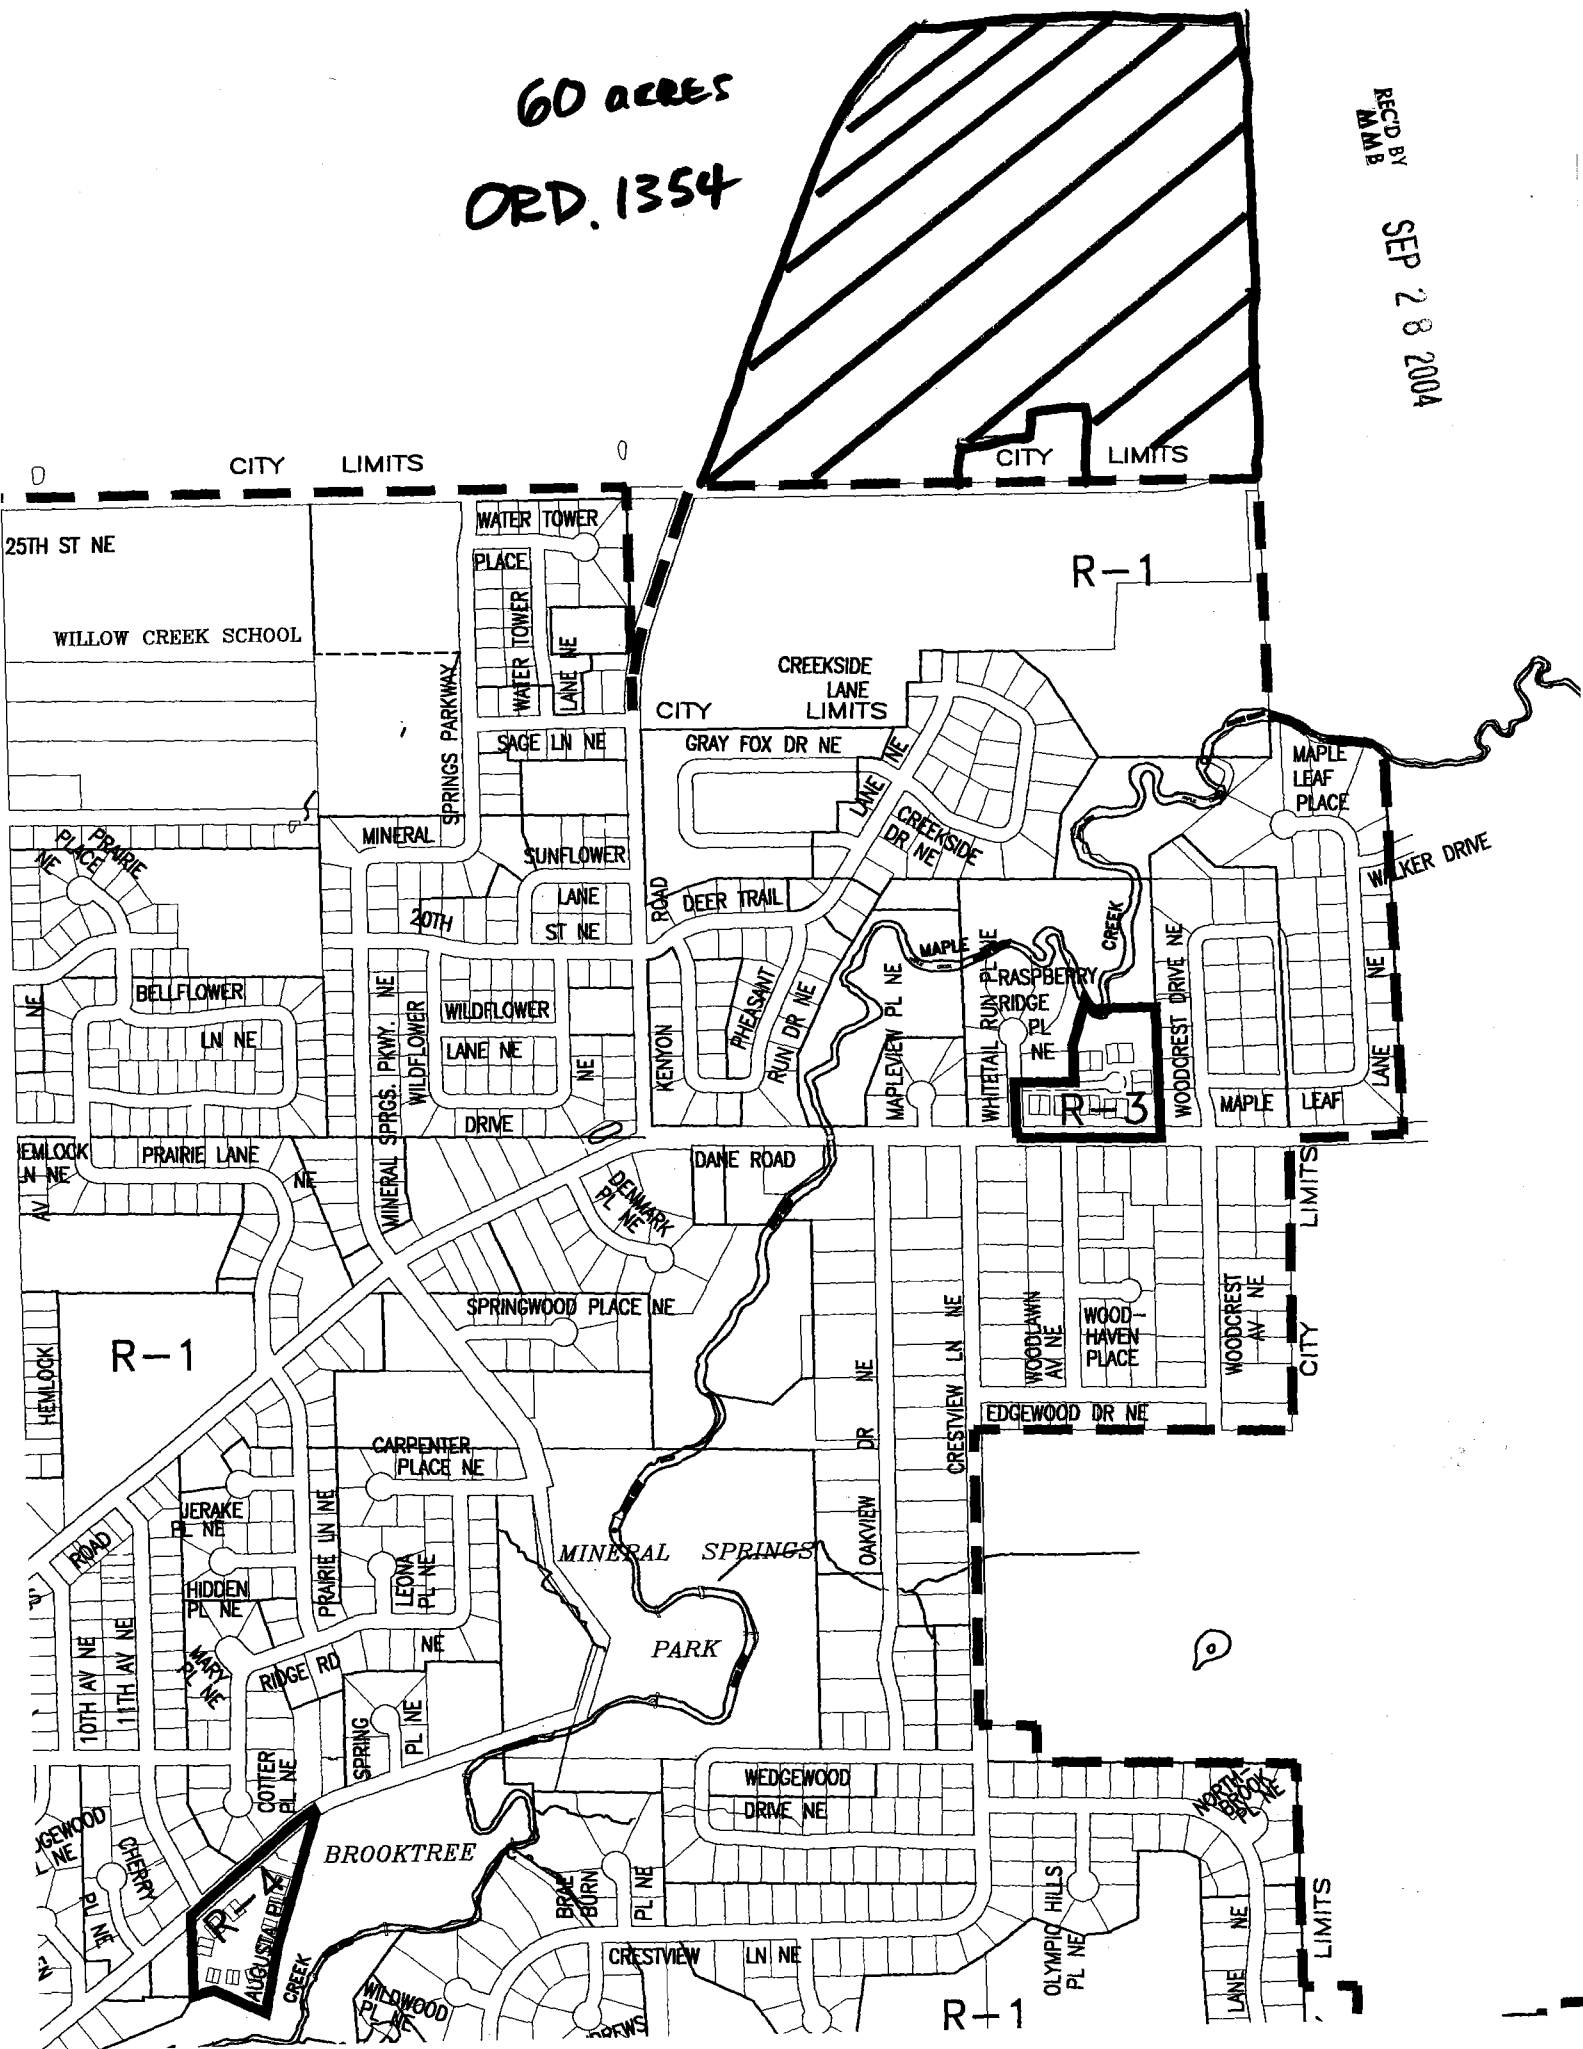 60 acres
ORD. 1354
REC'D BY
MMB
SEP 28 2004
CITY LIMITS
CITY LIMITS
25TH ST NE
WATER TOWER
PLACE
R-1
WILLOW CREEK SCHOOL
WATER TOWER
LANE NE
SPRINGS PARKWAY
CREEKSIDE
LANE
CITY LIMITS
SAGE LN NE
GRAY FOX DR NE
LANE NE
MAPLE
LEAF
PLACE
MINERAL
SUNFLOWER
LANE
CREEKSIDE
DR NE
WALKER DRIVE
PRAIRIE
PLACE
NE
20TH
ST NE
ROAD
DEER TRAIL
MAPLE
CREEK
BELLFLOWER
LN NE
NE
MINERAL SPRGS. PKWY. NE
WILDFLOWER
WILDFLOWER
LANE NE
NE
DRIVE
KENYON
PHEASANT
RUN DR NE
MAPLEVIEW PL NE
WHITETAIL RUN PL NE
RASPBERRY
RIDGE
PL
NE
R-3
WOODCREST DRIVE NE
MAPLE LEAF
LANE NE
HEMLOCK
LN NE
AV
PRAIRIE LANE
NE
DANE ROAD
DENMARK
PL NE
LIMITS
CITY
SPRINGWOOD PLACE NE
R-1
HEMLOCK
OAKVIEW DR NE
CRESTVIEW LN NE
WOODLAWN
AV NE
WOOD-
HAVEN
PLACE
WOODCREST
AV NE
EDGEWOOD DR NE
CARPENTER
PLACE NE
JERAKE
PL NE
ROAD
PRAIRIE LN NE
LEONA
PL NE
HIDDEN
PL NE
MINERAL SPRINGS
PARK
10TH AV NE
11TH AV NE
MARY
PL NE
RIDGE RD
NE
SPRING
PL NE
COTTER
PL NE
WEDGEWOOD
DRIVE NE
NORTH-
BROOK
PL NE
CHERRY
PL NE
BROOKTREE
R-4
AUGUSTA PL
CREEK
BRAE
BURN
PL NE
CRESTVIEW LN NE
OLYMPIC HILLS
PL NE
LANE NE
LIMITS
WILDWOOD
PL NE
R-1